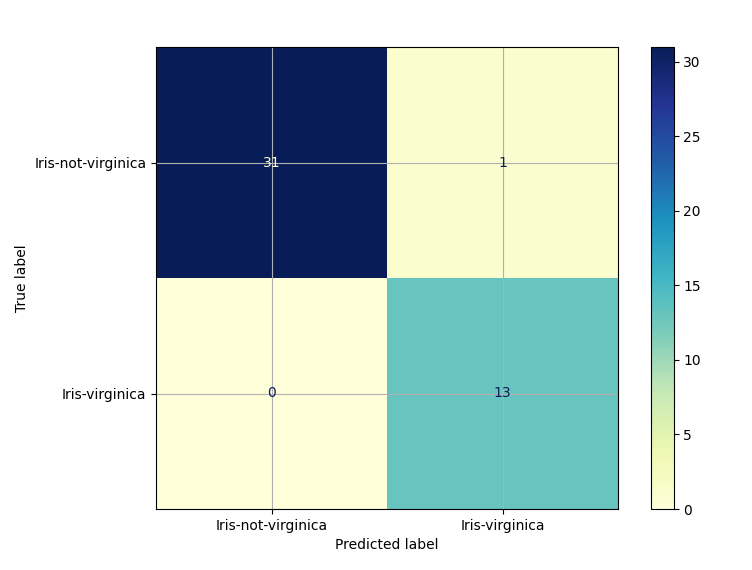 True label
Iris-not-virginica
31
1
Iris-virginica
0
13
Iris-not-virginica
Iris-virginica
Predicted label
30
25
20
15
10
5
0